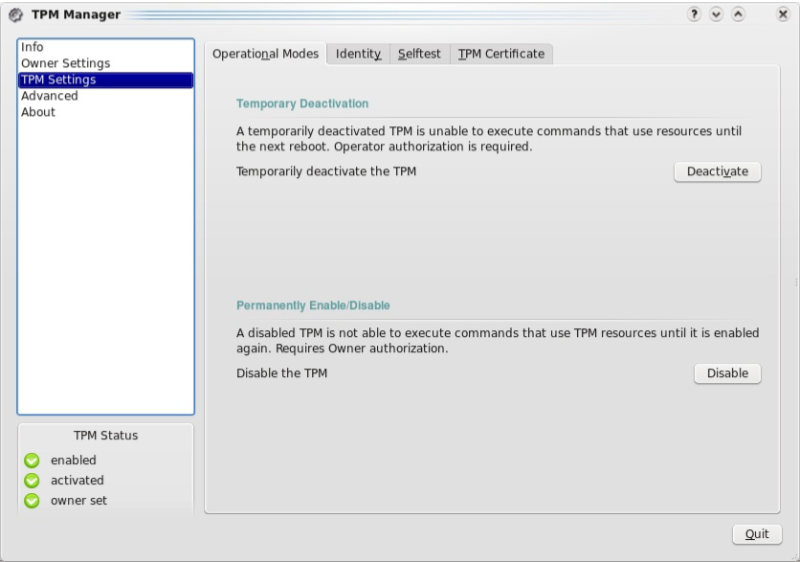 TPM Manager
Info
Owner Settings
TPM Settings
Advanced
About
TPM Status
enabled
activated
owner set
Operational Modes Identity Selftest TPM Certificate
Temporary Deactivation
A temporarily deactivated TPM is unable to execute commands that use resources until
the next reboot. Operator authorization is required.
Temporarily deactivate the TPM Deactivate
Permanently Enable/Disable
A disabled TPM is not able to execute commands that use TPM resources until it is enabled
again. Requires Owner authorization.
Disable the TPM Disable
Quit